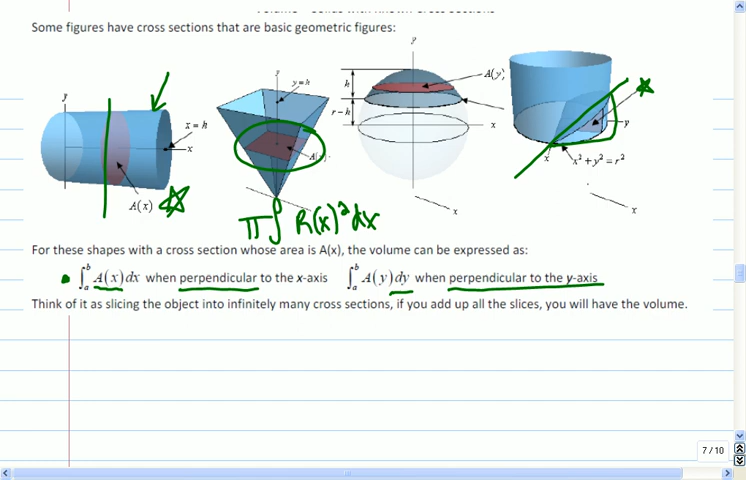 Some figures have cross sections that are basic geometric figures:
y
y
y = h
x = h
x
A(x)
A(x)
y
h
A(y)
r − h
x
x
y
x
x² + y² = r²
x
π∫ R(x)² dx
For these shapes with a cross section whose area is A(x), the volume can be expressed as:
∫ₐᵇ A(x)dx when perpendicular to the x-axis ∫ₐᵇ A(y)dy when perpendicular to the y-axis
Think of it as slicing the object into infinitely many cross sections, if you add up all the slices, you will have the volume.
7 / 10